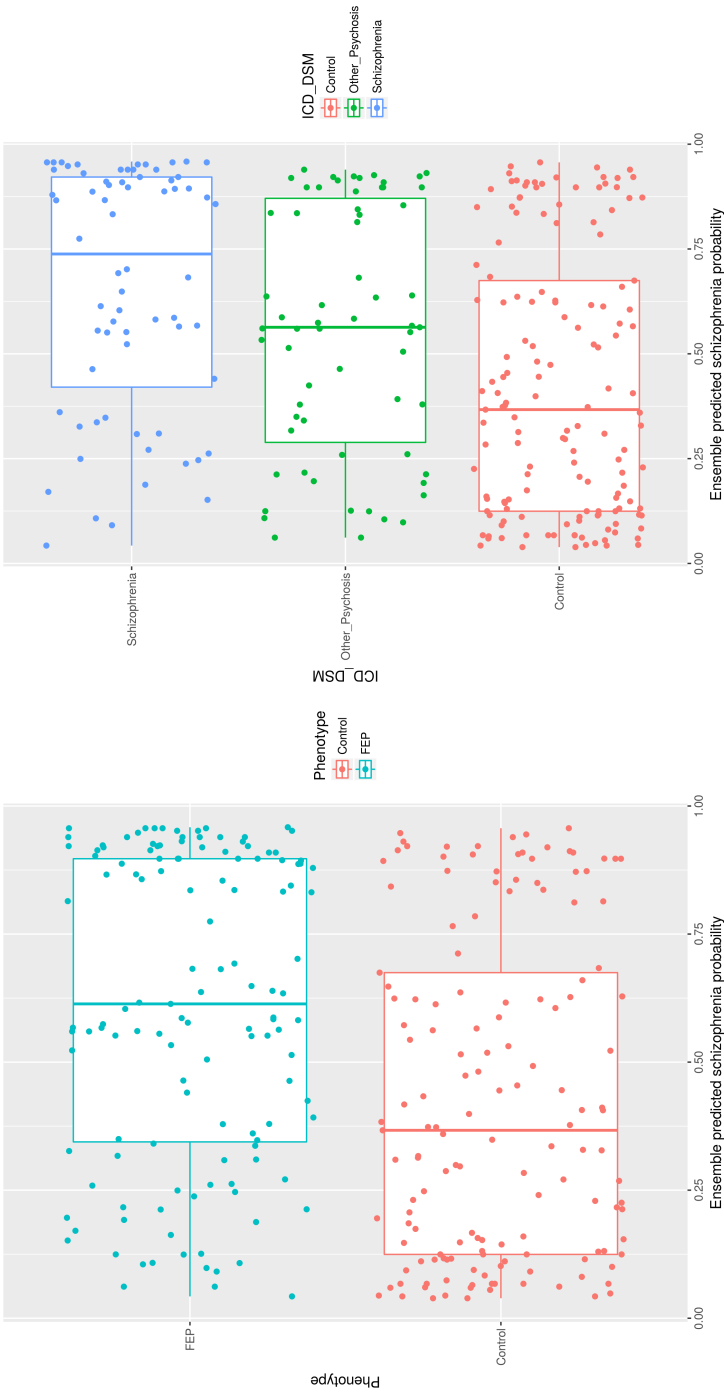 ICD_DSM
Control
Other_Psychosis
Schizophrenia
Schizophrenia
Other_Psychosis
Control
ICD_DSM
0.00
0.25
0.50
0.75
1.00
Ensemble predicted schizophrenia probability
Phenotype
Control
FEP
FEP
Control
Phenotype
0.00
0.25
0.50
0.75
1.00
Ensemble predicted schizophrenia probability